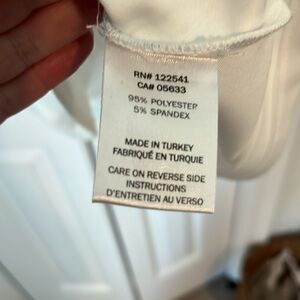 RN# 122541
CA# 05633
95% POLYESTER
5% SPANDEX
MADE IN TURKEY
FABRIQUÉ EN TURQUIE
CARE ON REVERSE SIDE
INSTRUCTIONS
D'ENTRETIEN AU VERSO